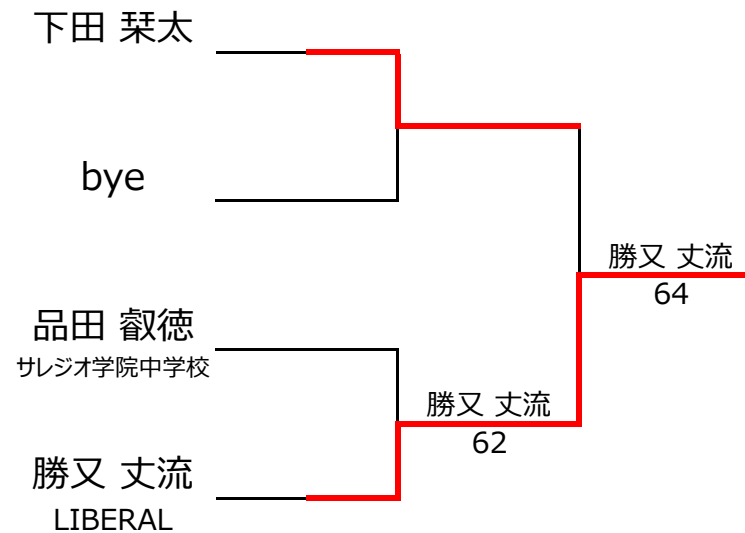 下田 栞太
bye
品田 叡徳
サレジオ学院中学校
勝又 丈流
LIBERAL
勝又 丈流
62
勝又 丈流
64